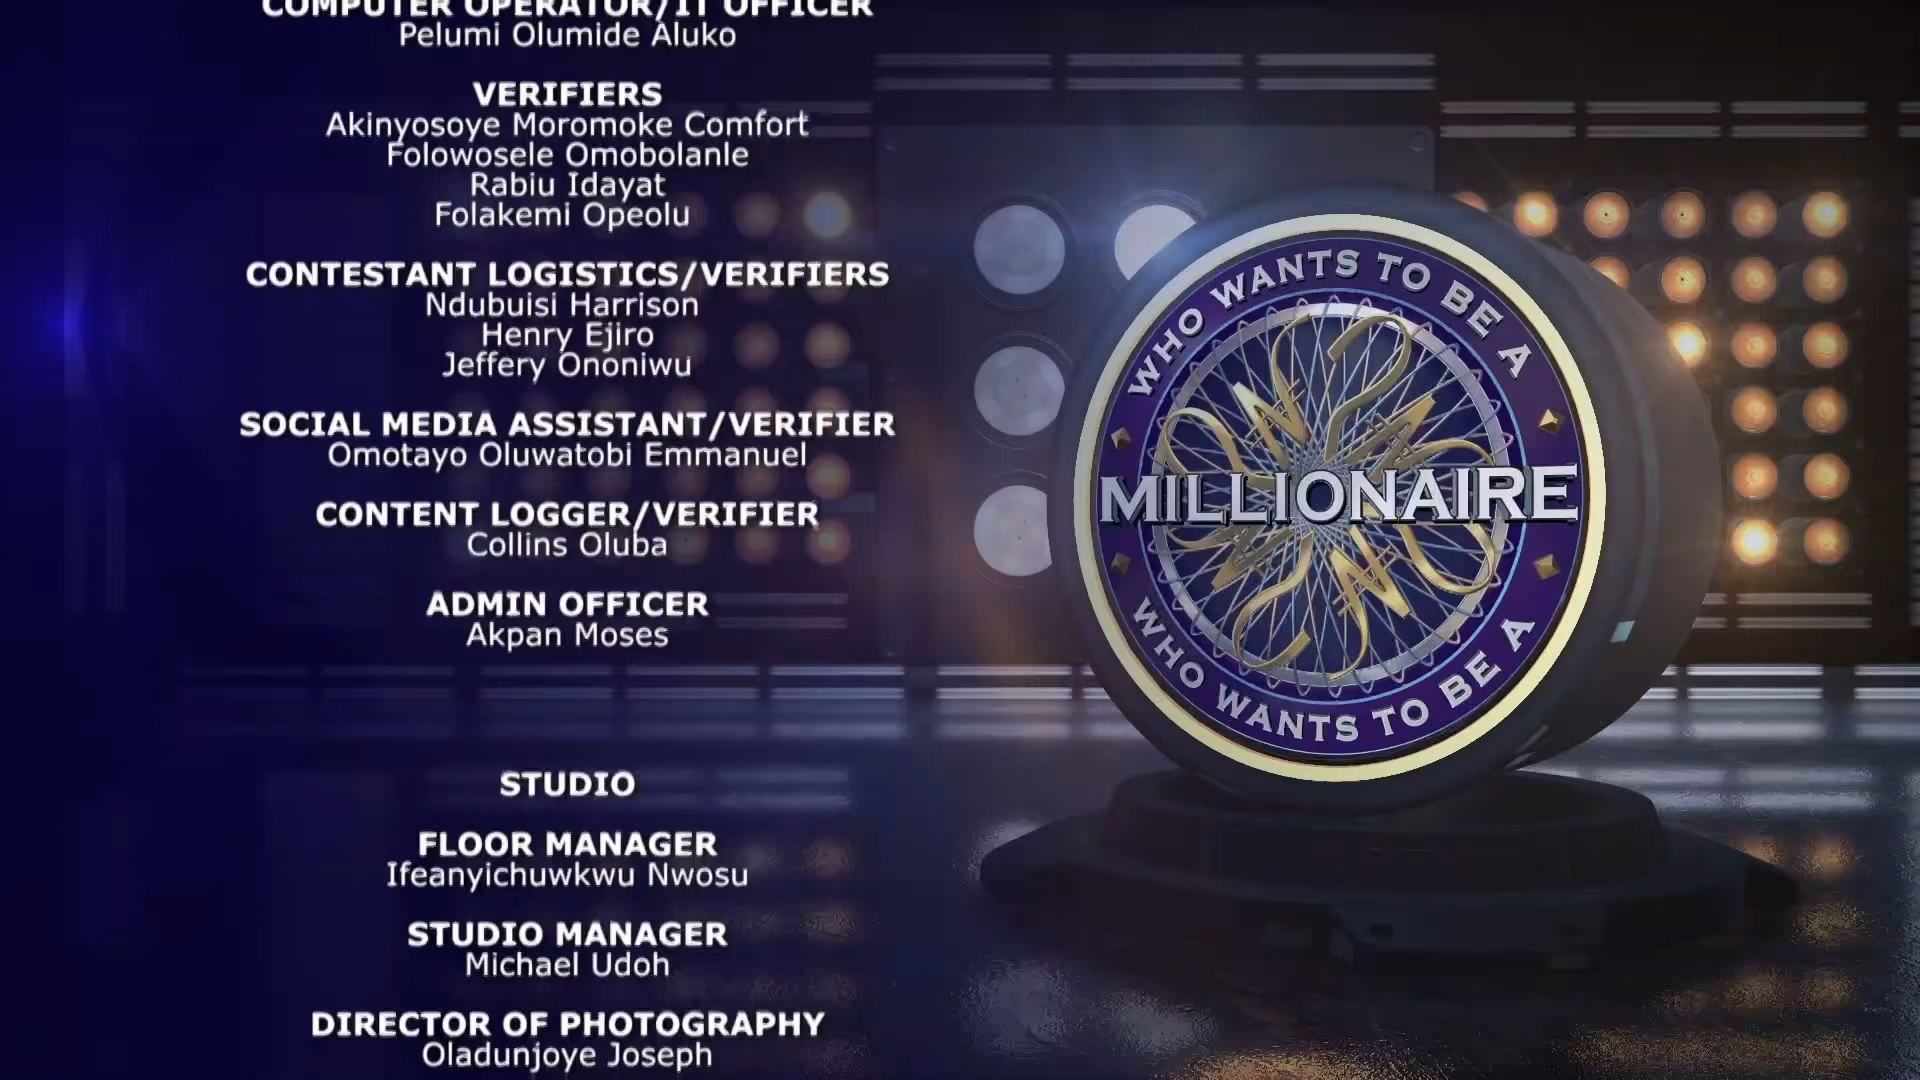 COMPUTER OPERATOR/IT OFFICER
Pelumi Olumide Aluko
VERIFIERS
Akinyosoye Moromoke Comfort
Folowosele Omobolanle
Rabiu Idayat
Folakemi Opeolu
CONTESTANT LOGISTICS/VERIFIERS
Ndubuisi Harrison
Henry Ejiro
Jeffery Ononiwu
SOCIAL MEDIA ASSISTANT/VERIFIER
Omotayo Oluwatobi Emmanuel
CONTENT LOGGER/VERIFIER
Collins Oluba
ADMIN OFFICER
Akpan Moses
STUDIO
FLOOR MANAGER
Ifeanyichuwkwu Nwosu
STUDIO MANAGER
Michael Udoh
DIRECTOR OF PHOTOGRAPHY
Oladunjoye Joseph
WHO WANTS TO BE A
MILLIONAIRE
WHO WANTS TO BE A